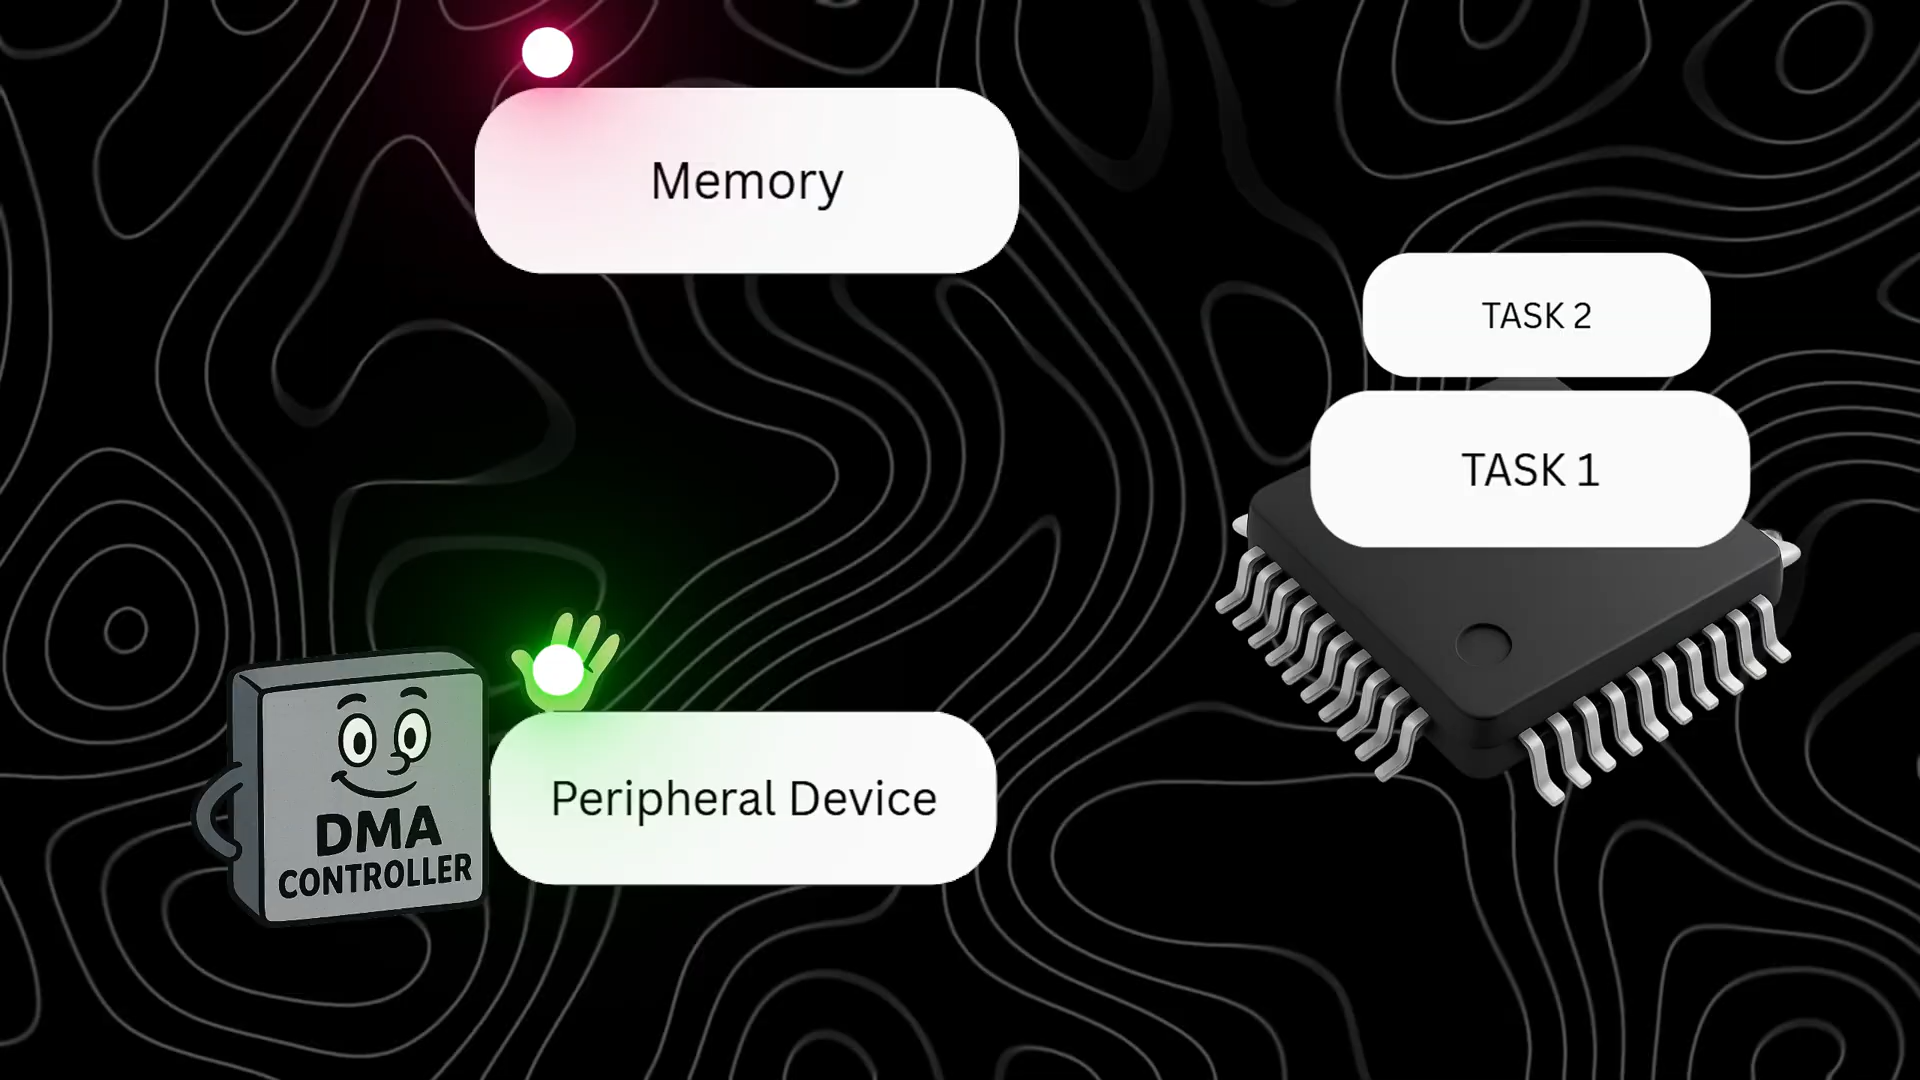 Memory
TASK 2
TASK 1
DMA
CONTROLLER
Peripheral Device